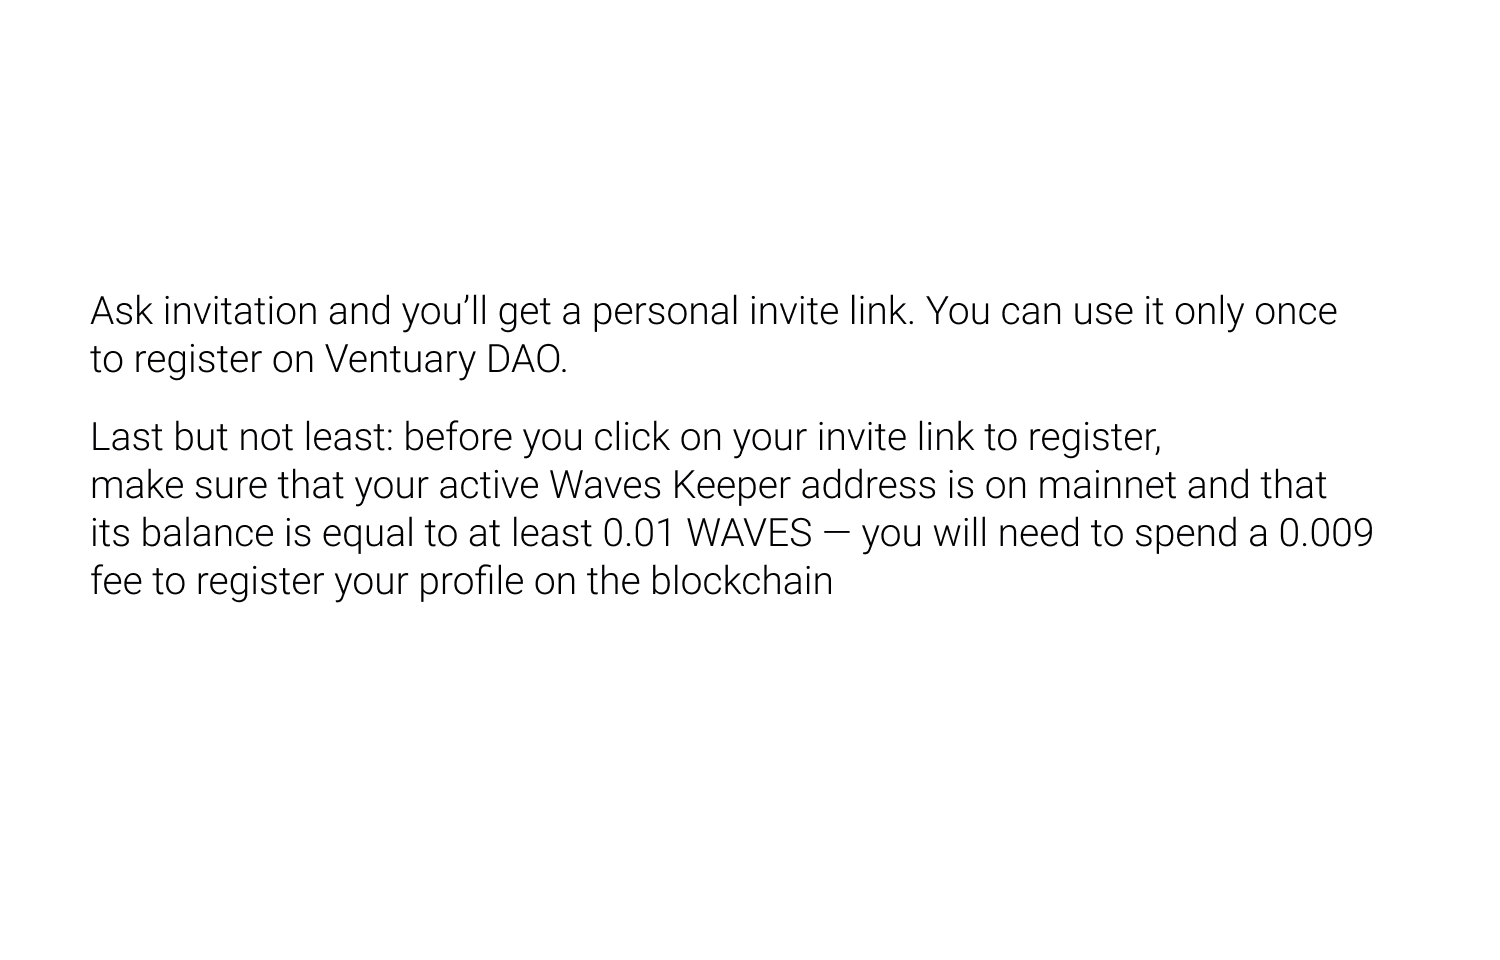 Ask invitation and you’ll get a personal invite link. You can use it only once
to register on Ventuary DAO.
Last but not least: before you click on your invite link to register,
make sure that your active Waves Keeper address is on mainnet and that
its balance is equal to at least 0.01 WAVES — you will need to spend a 0.009
fee to register your profile on the blockchain